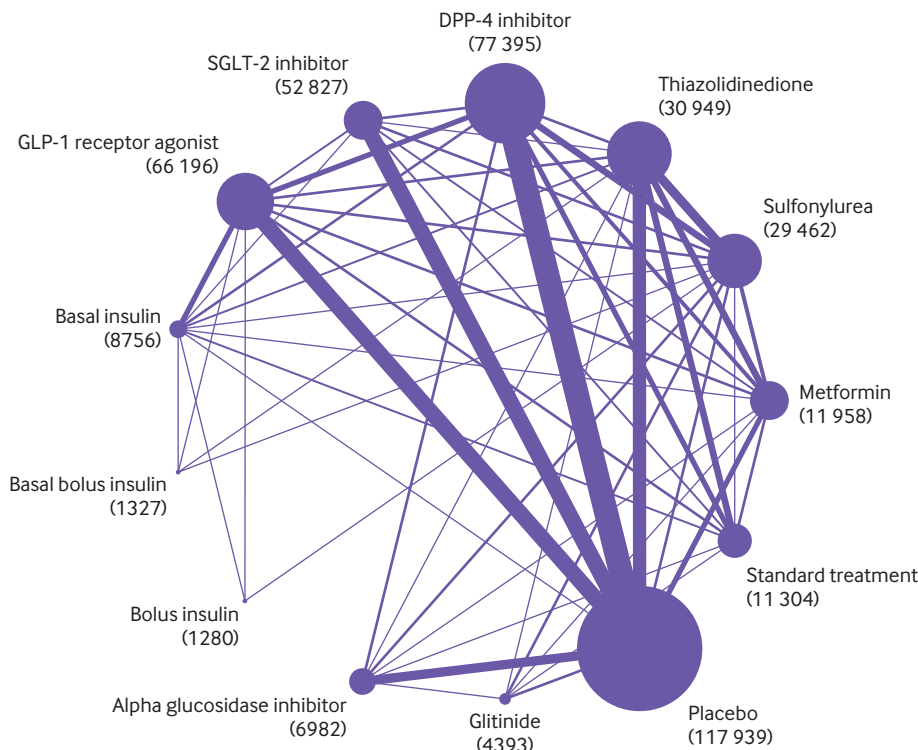 DPP-4 inhibitor
(77 395)
SGLT-2 inhibitor
(52 827)
Thiazolidinedione
(30 949)
GLP-1 receptor agonist
(66 196)
Sulfonylurea
(29 462)
Basal insulin
(8756)
Metformin
(11 958)
Basal bolus insulin
(1327)
Standard treatment
(11 304)
Bolus insulin
(1280)
Alpha glucosidase inhibitor
(6982)
Glitinide
(4393)
Placebo
(117 939)